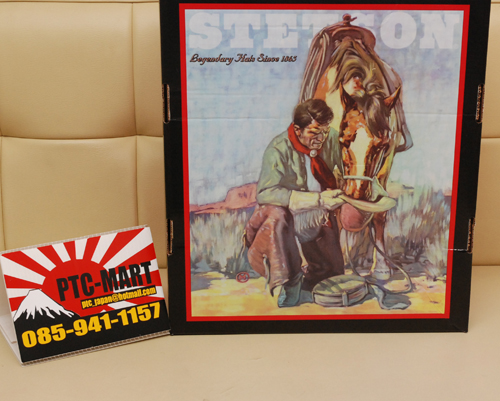 STETSON
Legendary Hats Since 1865
PTC-MART
ptc_japan@hotmail.com
085-941-1157